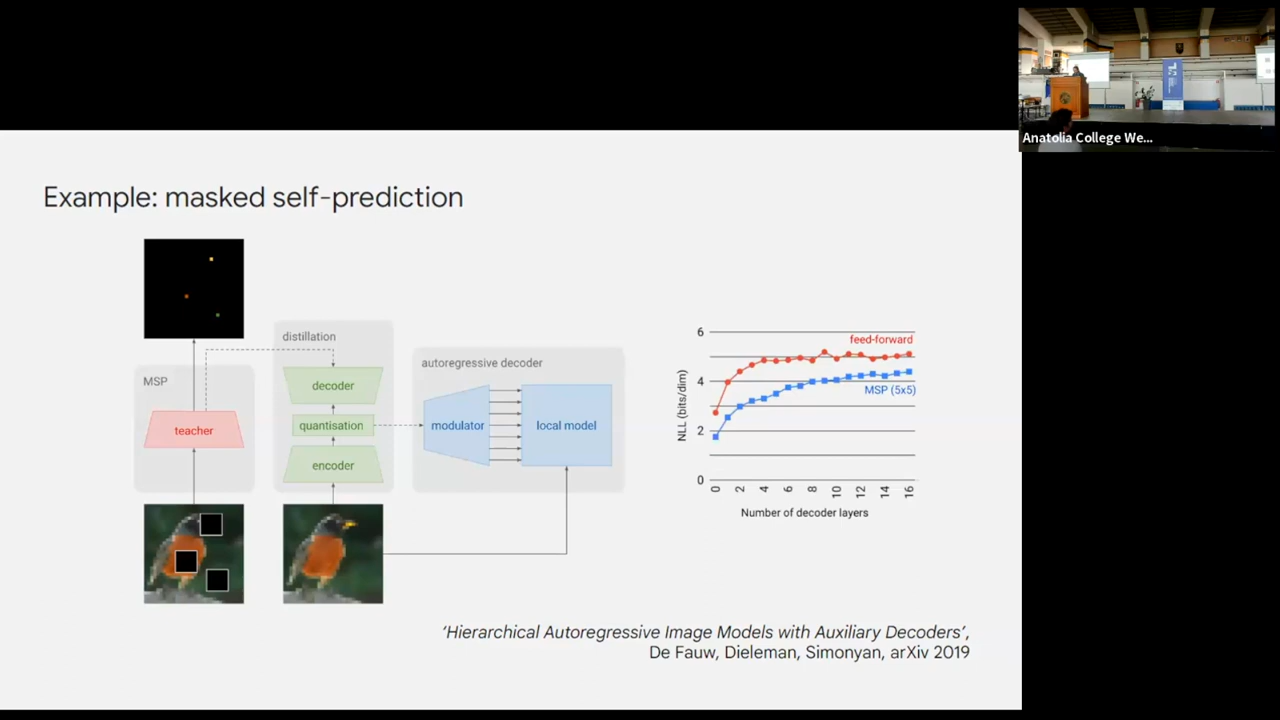 Anatolia College We...
Example: masked self-prediction
MSP
teacher
distillation
decoder
quantisation
encoder
autoregressive decoder
modulator
local model
6
4
2
0
NLL (bits/dim)
feed-forward
MSP (5x5)
0 2 4 6 8 10 12 14 16
Number of decoder layers
'Hierarchical Autoregressive Image Models with Auxiliary Decoders',
De Fauw, Dieleman, Simonyan, arXiv 2019